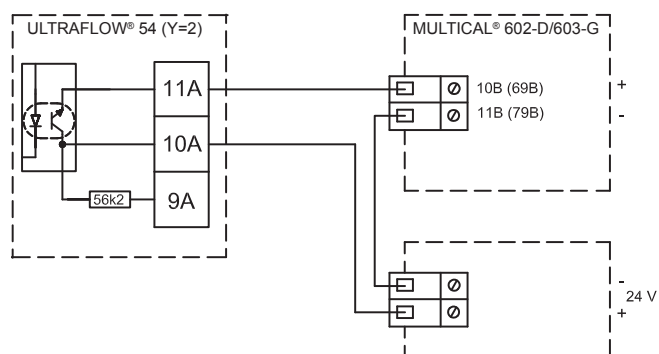 ULTRAFLOW® 54 (Y=2)
MULTICAL® 602-D/603-G
11A
10B (69B)
+
11B (79B)
-
10A
56k2
9A
-
24 V
+